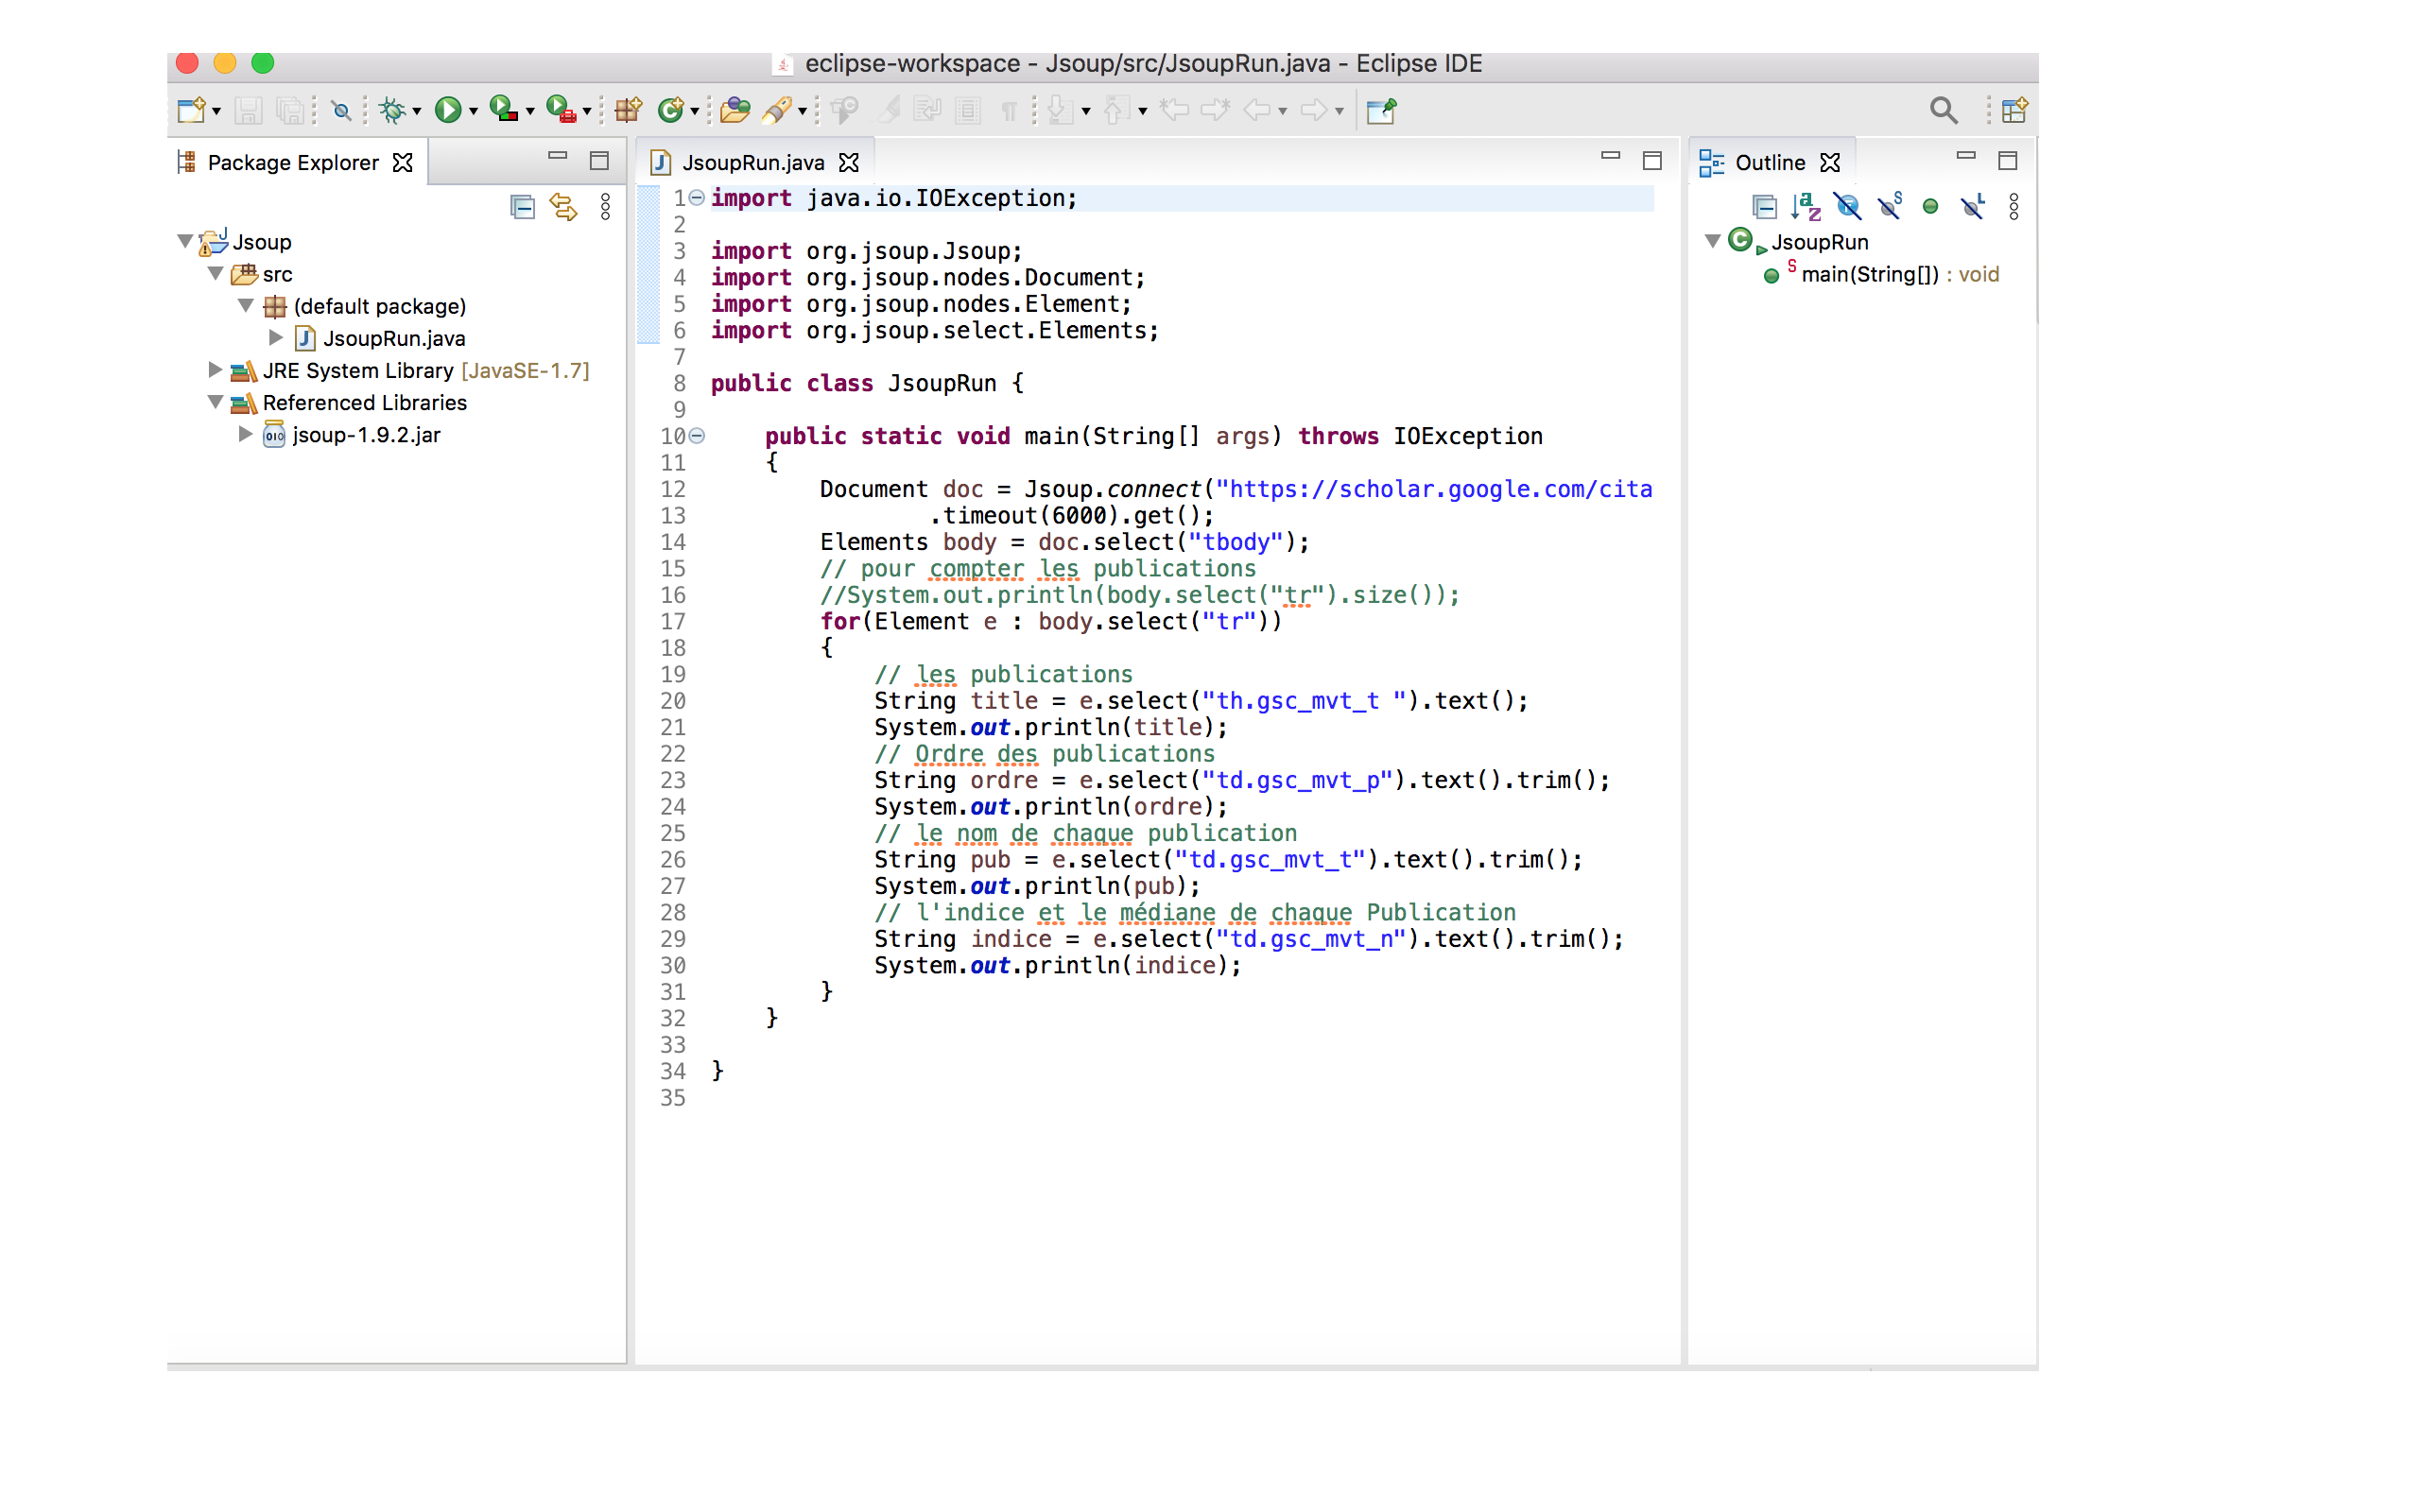 eclipse-workspace - Jsoup/src/JsoupRun.java - Eclipse IDE
Package Explorer
Jsoup
src
(default package)
JsoupRun.java
JRE System Library [JavaSE-1.7]
Referenced Libraries
jsoup-1.9.2.jar
JsoupRun.java
1 import java.io.IOException;
2
3 import org.jsoup.Jsoup;
4 import org.jsoup.nodes.Document;
5 import org.jsoup.nodes.Element;
6 import org.jsoup.select.Elements;
7
8 public class JsoupRun {
9
10 public static void main(String[] args) throws IOException
11 {
12 Document doc = Jsoup.connect("https://scholar.google.com/cita
13 .timeout(6000).get();
14 Elements body = doc.select("tbody");
15 // pour compter les publications
16 //System.out.println(body.select("tr").size());
17 for(Element e : body.select("tr"))
18 {
19 // les publications
20 String title = e.select("th.gsc_mvt_t ").text();
21 System.out.println(title);
22 // Ordre des publications
23 String ordre = e.select("td.gsc_mvt_p").text().trim();
24 System.out.println(ordre);
25 // le nom de chaque publication
26 String pub = e.select("td.gsc_mvt_t").text().trim();
27 System.out.println(pub);
28 // l'indice et le médiane de chaque Publication
29 String indice = e.select("td.gsc_mvt_n").text().trim();
30 System.out.println(indice);
31 }
32 }
33
34 }
35
Outline
JsoupRun
main(String[]) : void